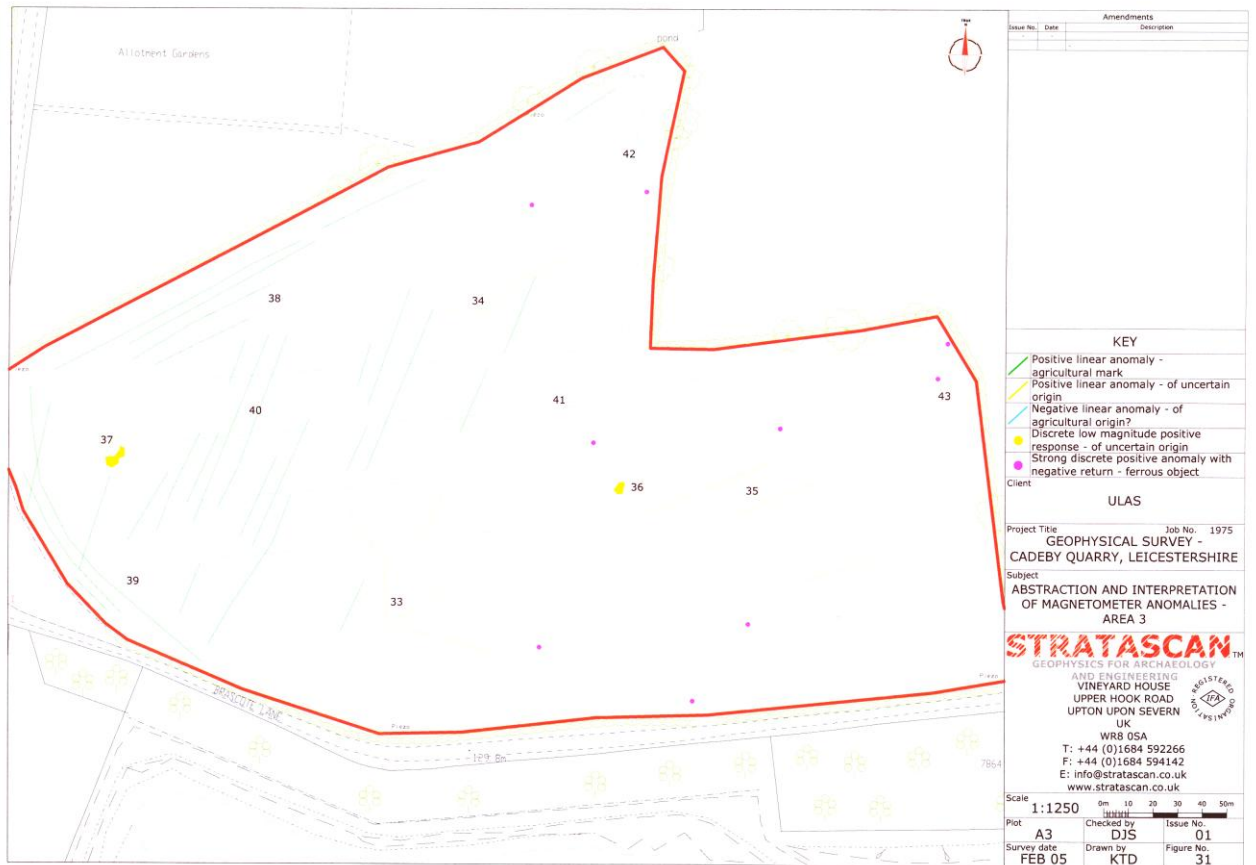 Allotment Gardens
pond
42
38
34
40
41
43
37
36
35
39
33
BRASCOTE LANE
129.8m
7864
Amendments
Issue No. Date Description
KEY
Positive linear anomaly -
agricultural mark
Positive linear anomaly - of uncertain
origin
Negative linear anomaly - of
agricultural origin?
Discrete low magnitude positive
response - of uncertain origin
Strong discrete positive anomaly with
negative return - ferrous object
Client
ULAS
Project Title Job No. 1975
GEOPHYSICAL SURVEY -
CADEBY QUARRY, LEICESTERSHIRE
Subject
ABSTRACTION AND INTERPRETATION
OF MAGNETOMETER ANOMALIES -
AREA 3
STRATASCAN TM
GEOPHYSICS FOR ARCHAEOLOGY
AND ENGINEERING
VINEYARD HOUSE
UPPER HOOK ROAD
UPTON UPON SEVERN
UK
WR8 0SA
T: +44 (0)1684 592266
F: +44 (0)1684 594142
E: info@stratascan.co.uk
www.stratascan.co.uk
REGISTERED ORGANISATION
IFA
Scale
1:1250
0m 10 20 30 40 50m
Plot
A3
Checked by
DJS
Issue No.
01
Survey date
FEB 05
Drawn by
KTD
Figure No.
31